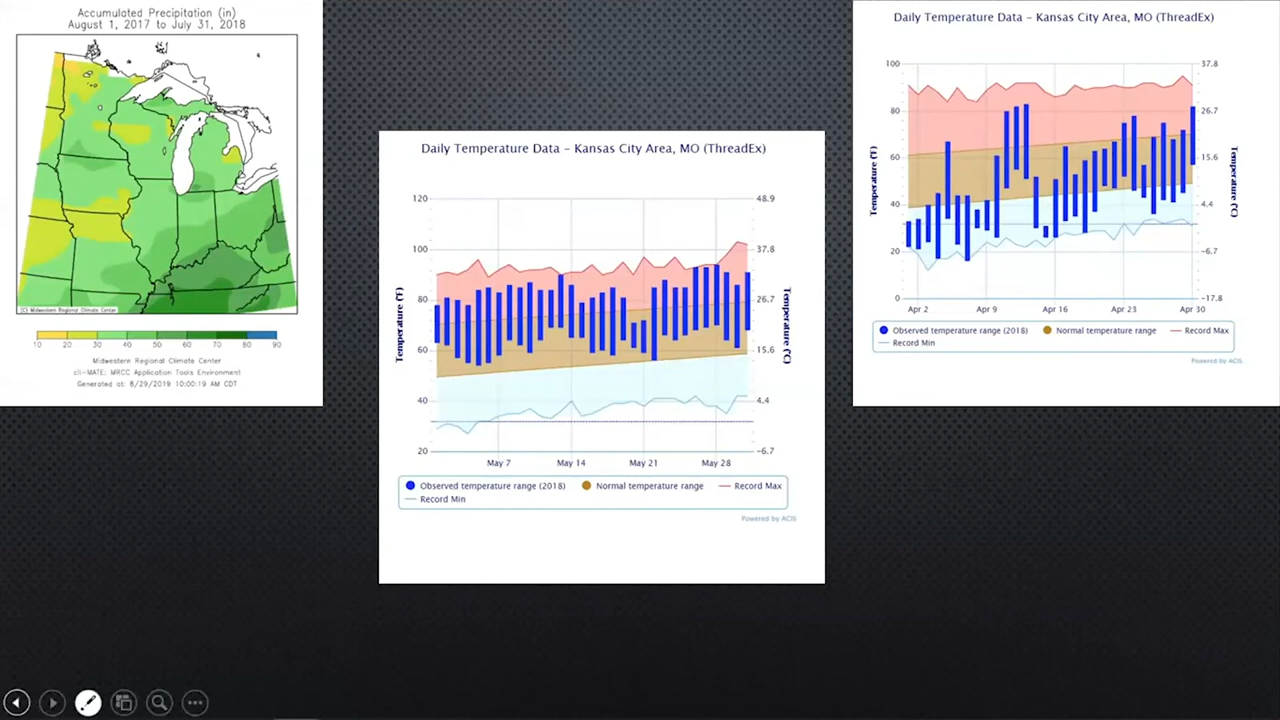 Accumulated Precipitation (in)
August 1, 2017 to July 31, 2018
(C) Midwestern Regional Climate Center
10 20 30 40 50 60 70 80 90
Midwestern Regional Climate Center
cli-MATE: MRCC Application Tools Environment
Generated at: 8/29/2019 10:00:19 AM CDT
Daily Temperature Data - Kansas City Area, MO (ThreadEx)
120 48.9
100 37.8
80 26.7
60 15.6
40 4.4
20 -6.7
Temperature (°F)
Temperature (°C)
May 7 May 14 May 21 May 28
Observed temperature range (2018) Normal temperature range Record Max
Record Min
Powered by ACIS
Daily Temperature Data - Kansas City Area, MO (ThreadEx)
100 37.8
80 26.7
60 15.6
40 4.4
20 -6.7
0 -17.8
Temperature (°F)
Temperature (°C)
Apr 2 Apr 9 Apr 16 Apr 23 Apr 30
Observed temperature range (2018) Normal temperature range Record Max
Record Min
Powered by ACIS